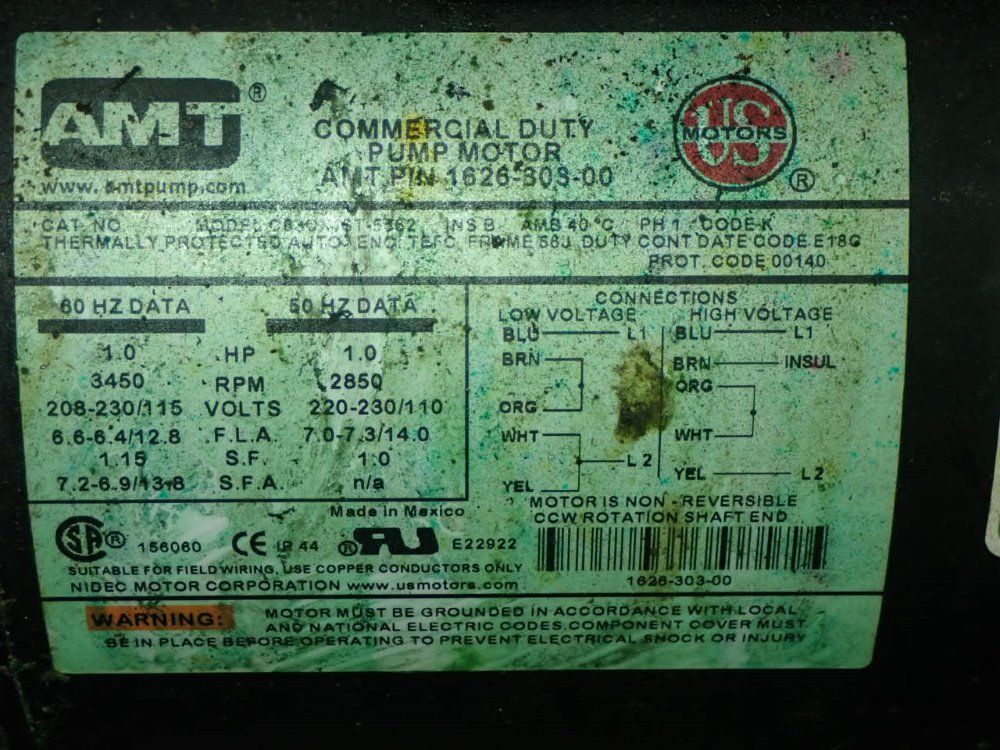 AMT ®
www.amtpump.com
COMMERCIAL DUTY
PUMP MOTOR
AMT P/N 1626-303-00
US
MOTORS
®
CAT. NO MODEL INS B AMB 40 °C PH 1 CODE K
THERMALLY PROTECTED AUTO. ENC TEFC FRAME 56J DUTY CONT DATE CODE E18C
PROT. CODE 00140
60 HZ DATA 50 HZ DATA
1.0 HP 1.0
3450 RPM 2850
208-230/115 VOLTS 220-230/110
6.6-6.4/12.8 F.L.A. 7.0-7.3/14.0
1.15 S.F. 1.0
7.2-6.9/13.8 S.F.A. n/a
CONNECTIONS
LOW VOLTAGE HIGH VOLTAGE
BLU L1 BLU L1
BRN BRN INSUL
ORG ORG
WHT L 2 WHT
YEL YEL L2
MOTOR IS NON - REVERSIBLE
CCW ROTATION SHAFT END
1626-303-00
Made in Mexico
SA ® 156060 CE IP 44 ® RU E22922
SUITABLE FOR FIELD WIRING, USE COPPER CONDUCTORS ONLY
NIDEC MOTOR CORPORATION www.usmotors.com
WARNING: MOTOR MUST BE GROUNDED IN ACCORDANCE WITH LOCAL
AND NATIONAL ELECTRIC CODES. COMPONENT COVER MUST
BE IN PLACE BEFORE OPERATING TO PREVENT ELECTRICAL SHOCK OR INJURY